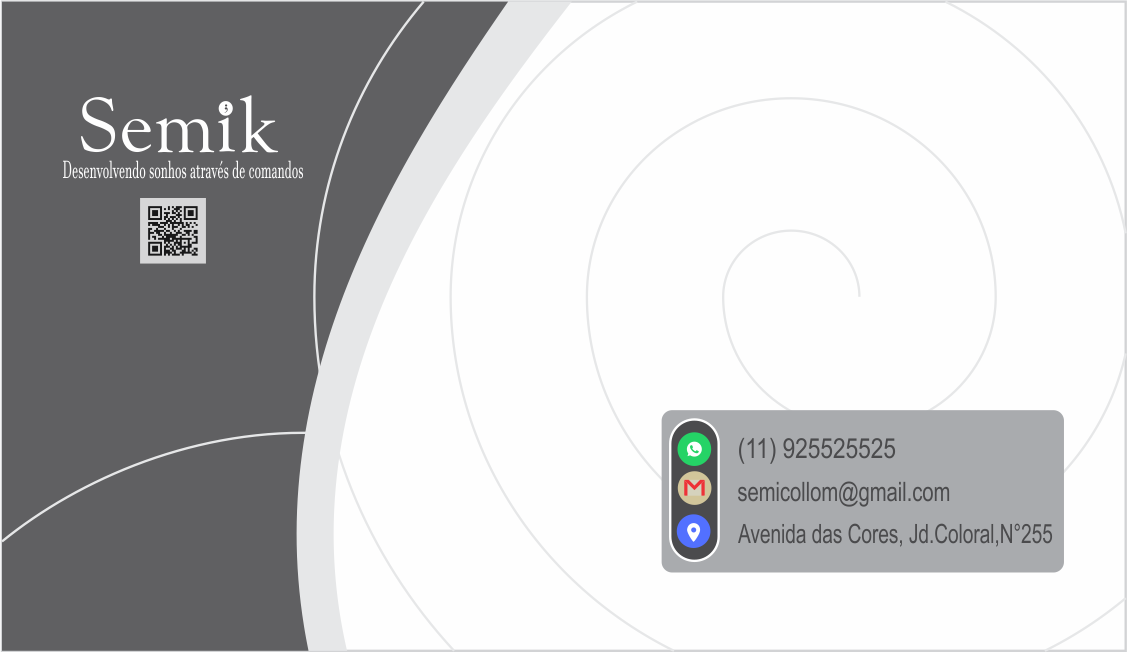 Semik
Desenvolvendo sonhos através de comandos
(11) 925525525
semicollom@gmail.com
Avenida das Cores, Jd.Coloral,N°255